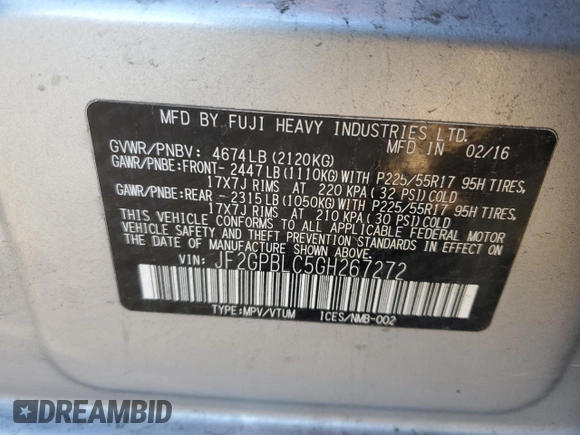 MFD BY FUJI HEAVY INDUSTRIES LTD.
MFD IN 02/16
GVWR/PNBV: 4674LB(2120KG)
GAWR/PNBE:FRONT-2447LB(1110KG)WITH P225/55R17 95H TIRES,
17X7J RIMS AT 220 KPA(32 PSI)COLD
GAWR/PNBE:REAR -2315LB(1050KG)WITH P225/55R17 95H TIRES,
17X7J RIMS AT 210 KPA(30 PSI)COLD
THIS VEHICLE CONFORMS TO ALL APPLICABLE FEDERAL MOTOR
VEHICLE SAFETY AND THEFT PREVENTION STANDARDS IN EFFECT ON
THE DATE OF MANUFACTURE SHOWN ABOVE.
VIN: JF2GPBLC5GH267272
TYPE:MPV/VTUM ICES/NMB-002
DREAMBID